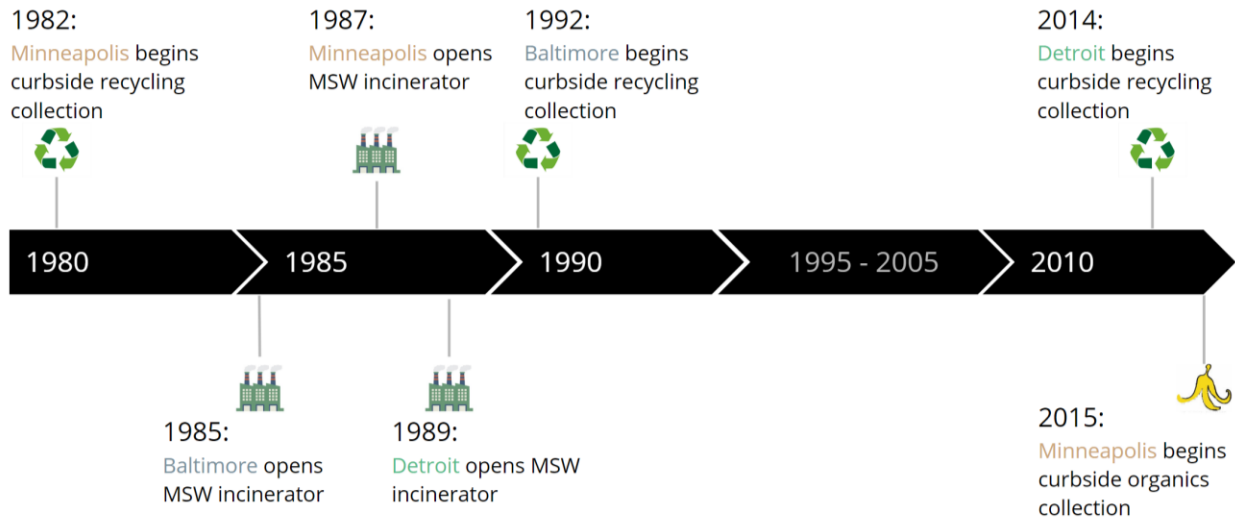 1982:
Minneapolis begins
curbside recycling
collection
1987:
Minneapolis opens
MSW incinerator
1992:
Baltimore begins
curbside recycling
collection
2014:
Detroit begins
curbside recycling
collection
1980
1985
1990
1995 - 2005
2010
1985:
Baltimore opens
MSW incinerator
1989:
Detroit opens MSW
incinerator
2015:
Minneapolis begins
curbside organics
collection